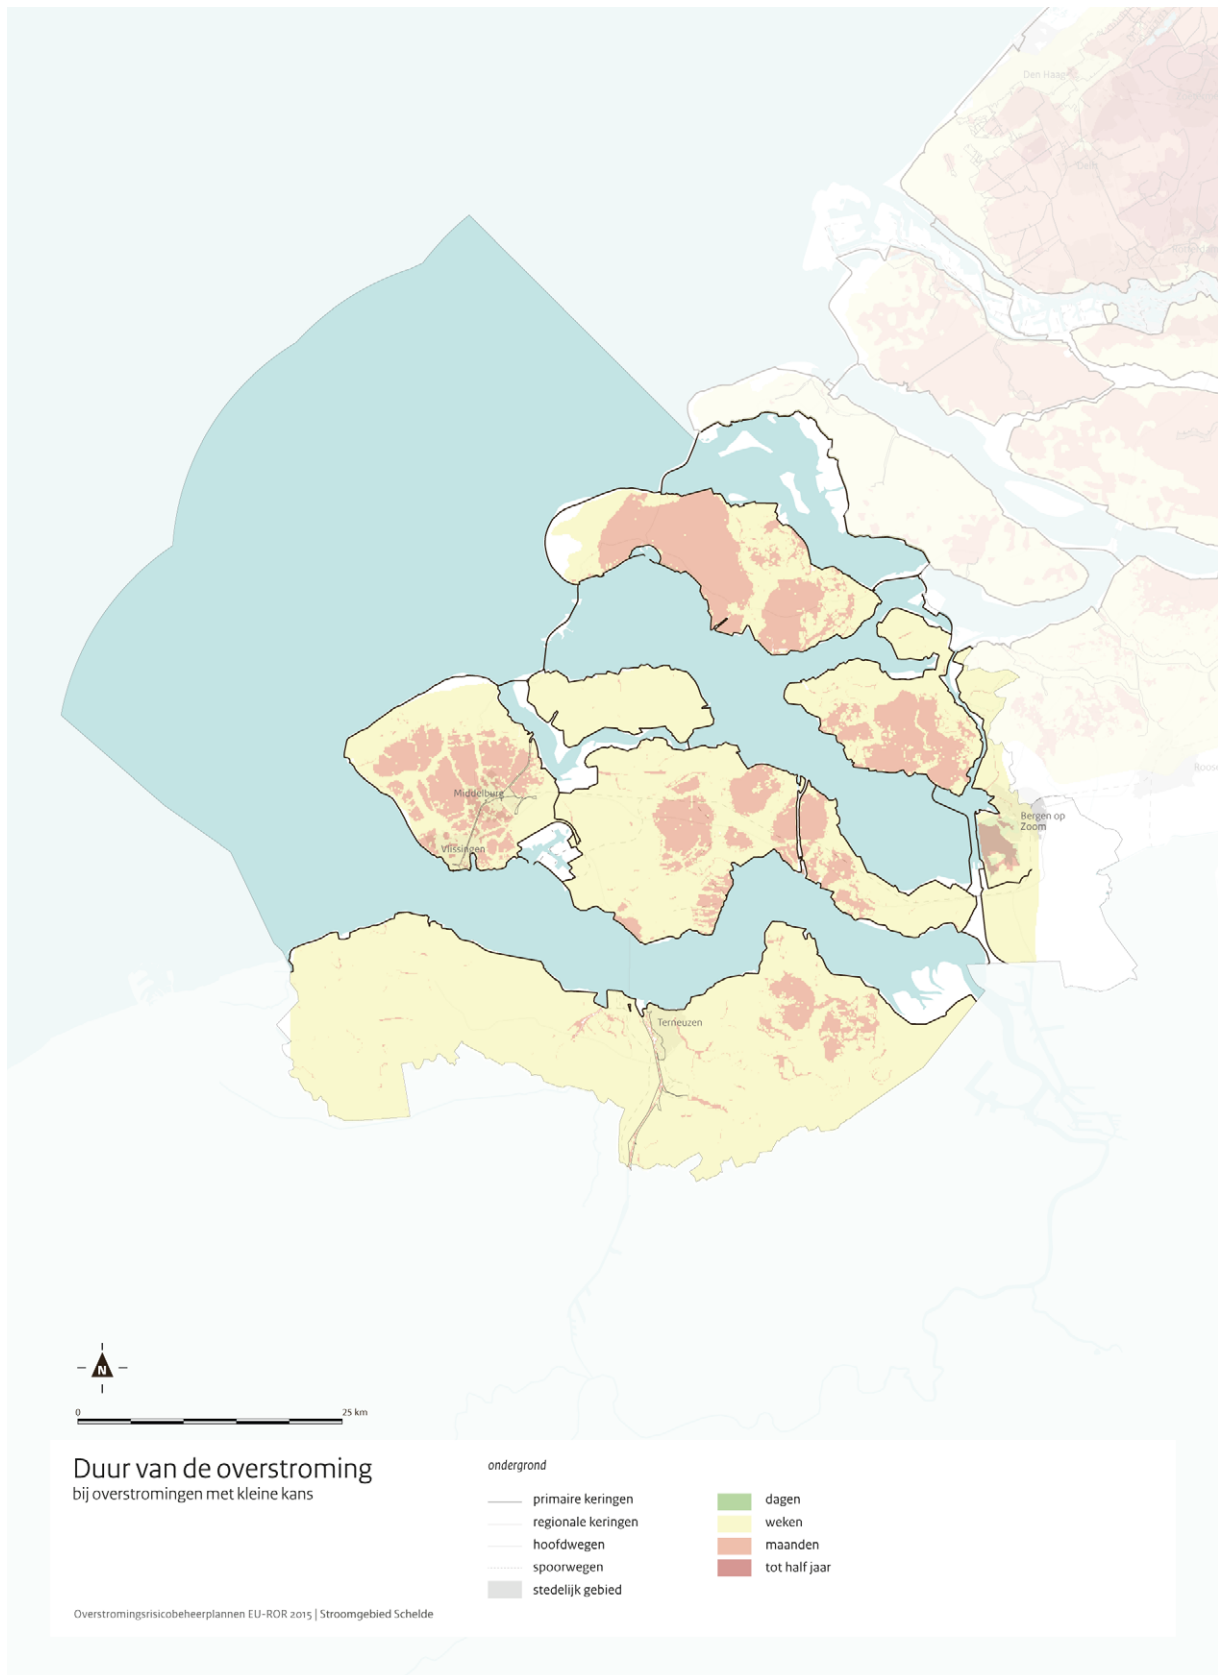 Den Haag
Delft
Middelburg
Vlissingen
Bergen op
Zoom
Terneuzen
N
0
25 km
Duur van de overstroming
bij overstromingen met kleine kans
ondergrond
primaire keringen
regionale keringen
hoofdwegen
spoorwegen
stedelijk gebied
dagen
weken
maanden
tot half jaar
Overstromingsrisicobeheerplannen EU-ROR 2015 | Stroomgebied Schelde